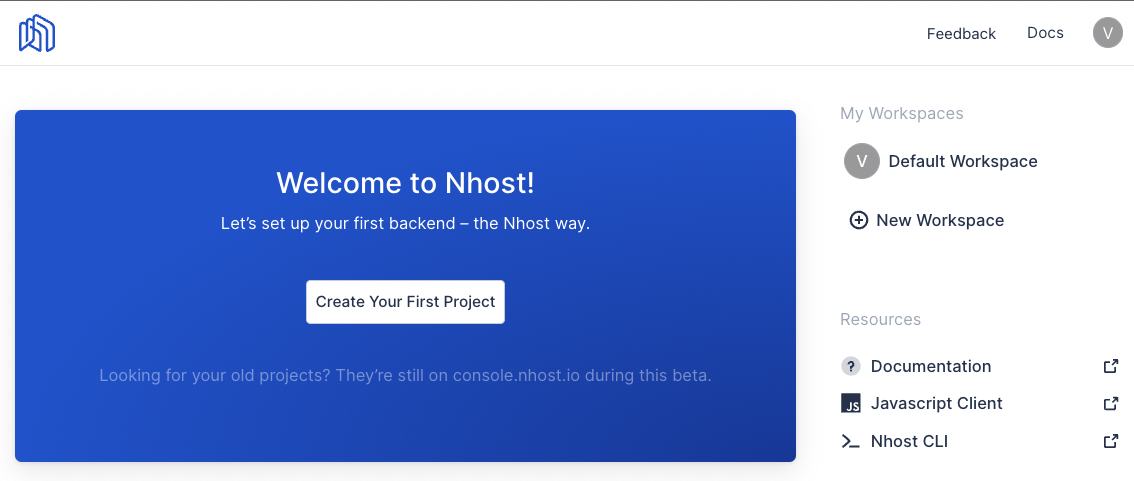 Feedback
Docs
V
Welcome to Nhost!
Let’s set up your first backend – the Nhost way.
Create Your First Project
Looking for your old projects? They’re still on console.nhost.io during this beta.
My Workspaces
V
Default Workspace
New Workspace
Resources
?
Documentation
JS
Javascript Client
Nhost CLI